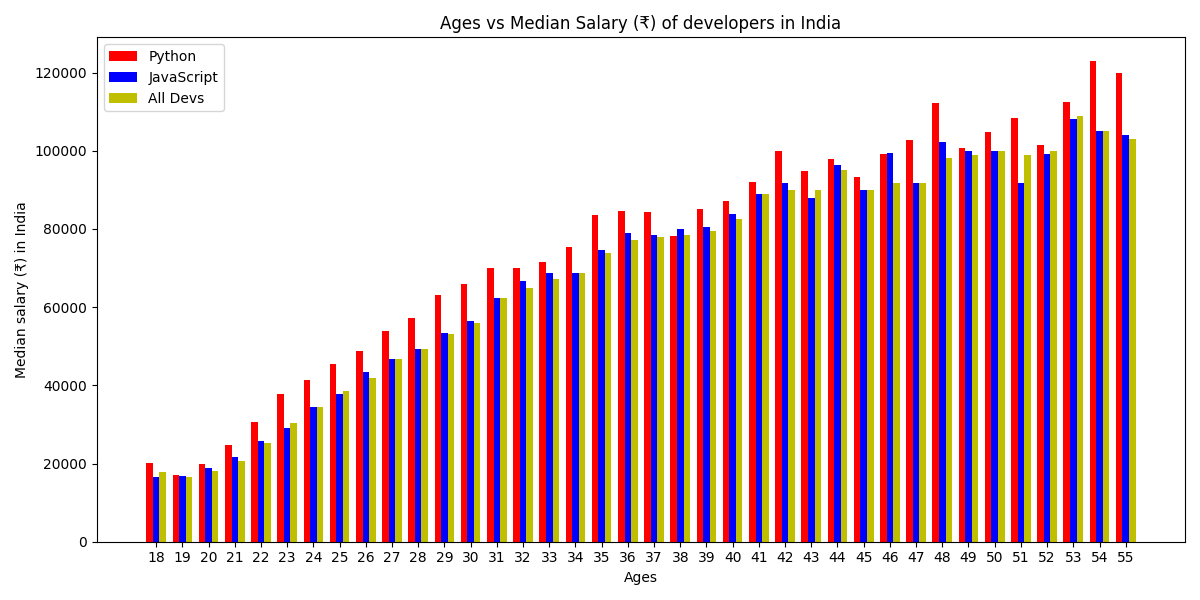 Ages vs Median Salary (₹) of developers in India
Python
JavaScript
All Devs
Median salary (₹) in India
120000
100000
80000
60000
40000
20000
0
18 19 20 21 22 23 24 25 26 27 28 29 30 31 32 33 34 35 36 37 38 39 40 41 42 43 44 45 46 47 48 49 50 51 52 53 54 55
Ages